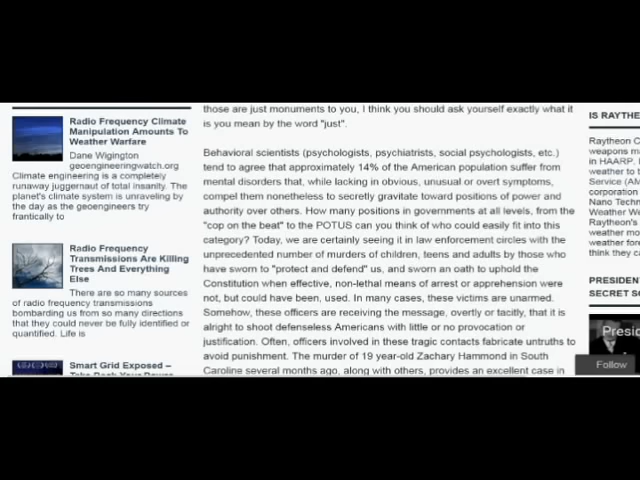 Radio Frequency Climate
Manipulation Amounts To
Weather Warfare
Dane Wigington
geoengineeringwatch.org
Climate engineering is a completely
runaway juggernaut of total insanity. The
planet's climate system is unraveling by
the day as the geoengineers try
frantically to
Radio Frequency
Transmissions Are Killing
Trees And Everything
Else
There are so many sources
of radio frequency transmissions
bombarding us from so many directions
that they could never be fully identified or
quantified. Life is
Smart Grid Exposed –
Take Back Your Power
those are just monuments to you, I think you should ask yourself exactly what it
is you mean by the word "just".
Behavioral scientists (psychologists, psychiatrists, social psychologists, etc.)
tend to agree that approximately 14% of the American population suffer from
mental disorders that, while lacking in obvious, unusual or overt symptoms,
compel them nonetheless to secretly gravitate toward positions of power and
authority over others. How many positions in governments at all levels, from the
"cop on the beat" to the POTUS can you think of who could easily fit into this
category? Today, we are certainly seeing it in law enforcement circles with the
unprecedented number of murders of children, teens and adults by those who
have sworn to "protect and defend" us, and sworn an oath to uphold the
Constitution when effective, non-lethal means of arrest or apprehension were
not, but could have been, used. In many cases, these victims are unarmed.
Somehow, these officers are receiving the message, overtly or tacitly, that it is
alright to shoot defenseless Americans with little or no provocation or
justification. Often, officers involved in these tragic contacts fabricate untruths to
avoid punishment. The murder of 19 year-old Zachary Hammond in South
Caroline several months ago, along with others, provides an excellent case in
IS RAYTHE
Raytheon C
weapons ma
in HAARP. 
weather to t
Service (AM
corporation
Nano Techn
Weather We
Raytheon's
weather mo
weather fore
think they ca
PRESIDENT
SECRET SO
Presid
Follow